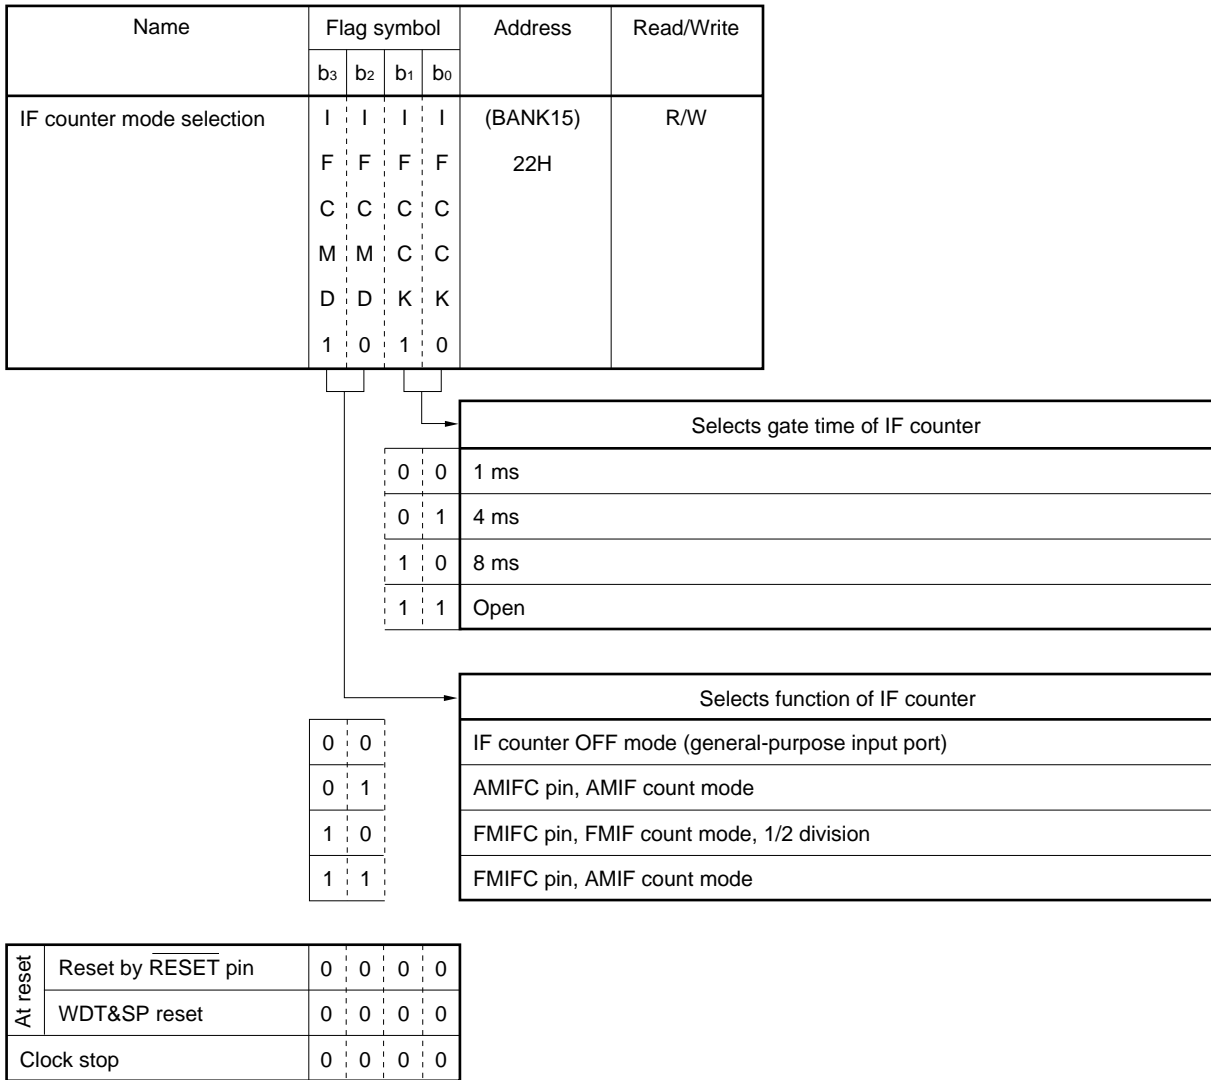 Name Flag symbol Address Read/Write
b3 b2 b1 b0
IF counter mode selection I I I I (BANK15) R/W
F F F F 22H
C C C C
M M C C
D D K K
1 0 1 0
Selects gate time of IF counter
0 0 1 ms
0 1 4 ms
1 0 8 ms
1 1 Open
Selects function of IF counter
0 0 IF counter OFF mode (general-purpose input port)
0 1 AMIFC pin, AMIF count mode
1 0 FMIFC pin, FMIF count mode, 1/2 division
1 1 FMIFC pin, AMIF count mode
At reset
Reset by RESET pin 0 0 0 0
WDT&SP reset 0 0 0 0
Clock stop 0 0 0 0